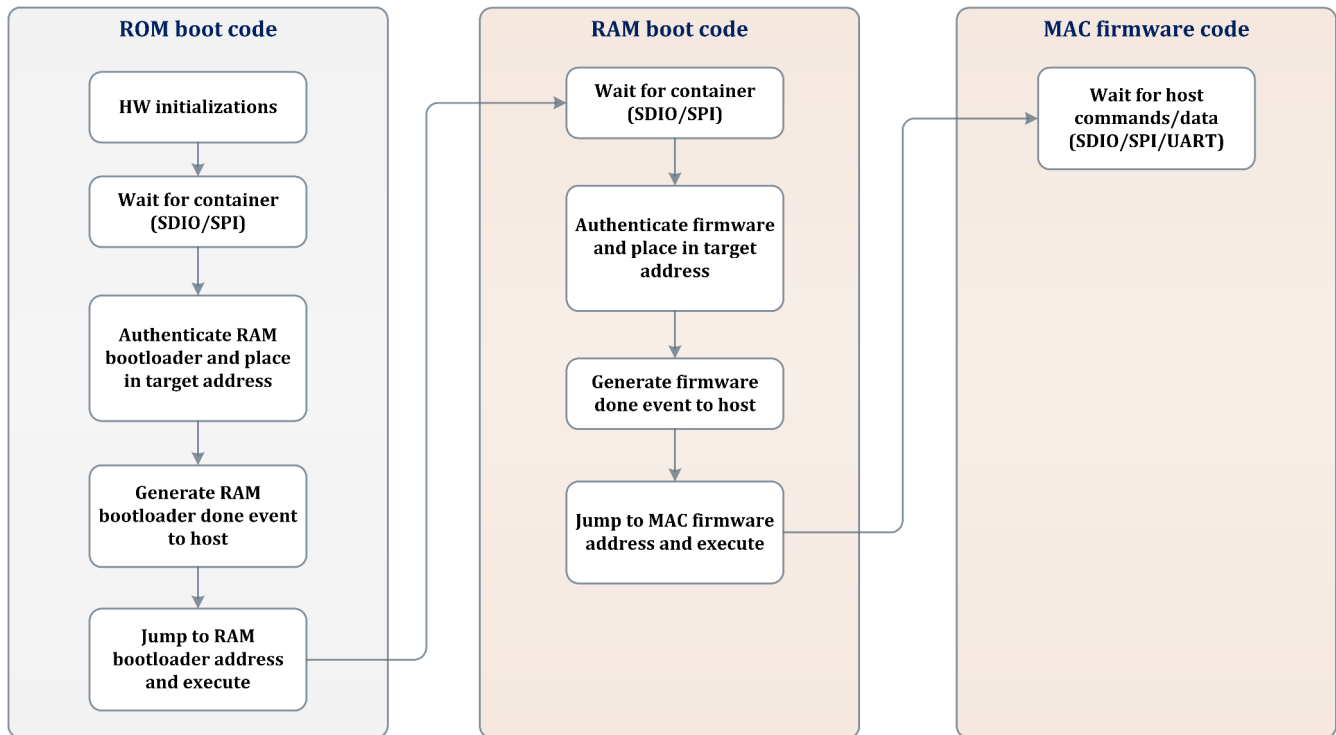 ROM boot code
HW initializations
Wait for container
(SDIO/SPI)
Authenticate RAM
bootloader and place
in target address
Generate RAM
bootloader done event
to host
Jump to RAM
bootloader address
and execute
RAM boot code
Wait for container
(SDIO/SPI)
Authenticate firmware
and place in target
address
Generate firmware
done event to host
Jump to MAC firmware
address and execute
MAC firmware code
Wait for host
commands/data
(SDIO/SPI/UART)